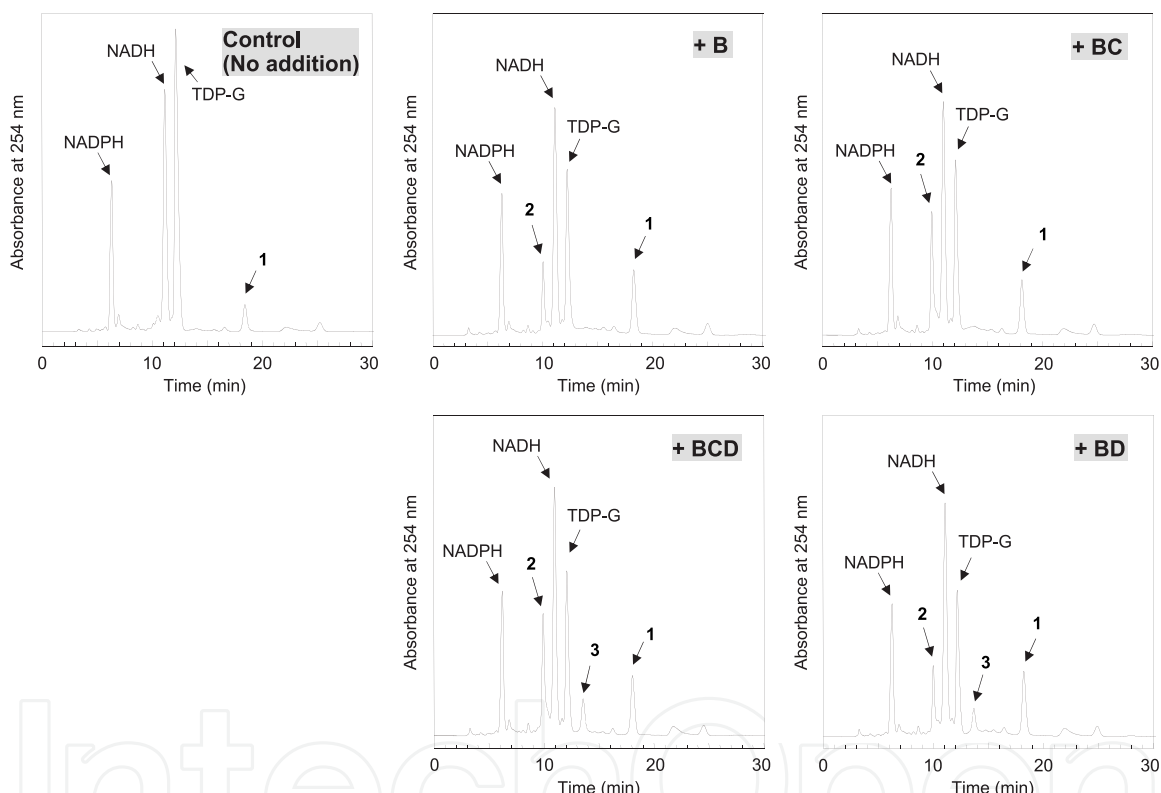 Control
(No addition)
NADH
TDP-G
NADPH
1
Absorbance at 254 nm
0
10
20
30
Time (min)
+ B
NADH
TDP-G
NADPH
2
1
Absorbance at 254 nm
0
10
20
30
Time (min)
+ BC
NADH
TDP-G
NADPH
2
1
Absorbance at 254 nm
0
10
20
30
Time (min)
+ BCD
NADH
TDP-G
NADPH
2
3
1
Absorbance at 254 nm
0
10
20
30
Time (min)
+ BD
NADH
TDP-G
NADPH
2
3
1
Absorbance at 254 nm
0
10
20
30
Time (min)
IntechOpen